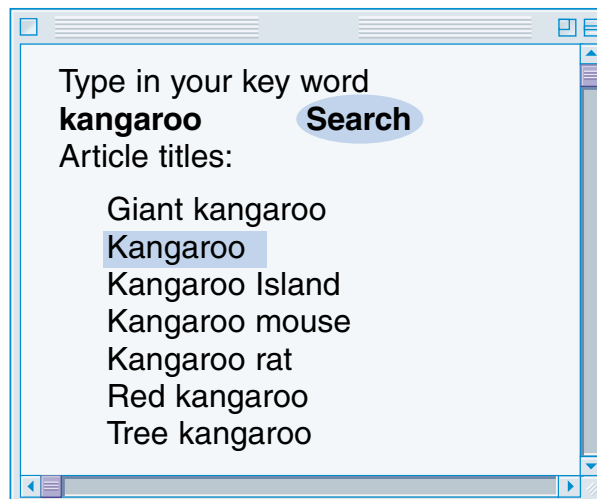 Type in your key word
kangaroo Search
Article titles:
Giant kangaroo
Kangaroo
Kangaroo Island
Kangaroo mouse
Kangaroo rat
Red kangaroo
Tree kangaroo